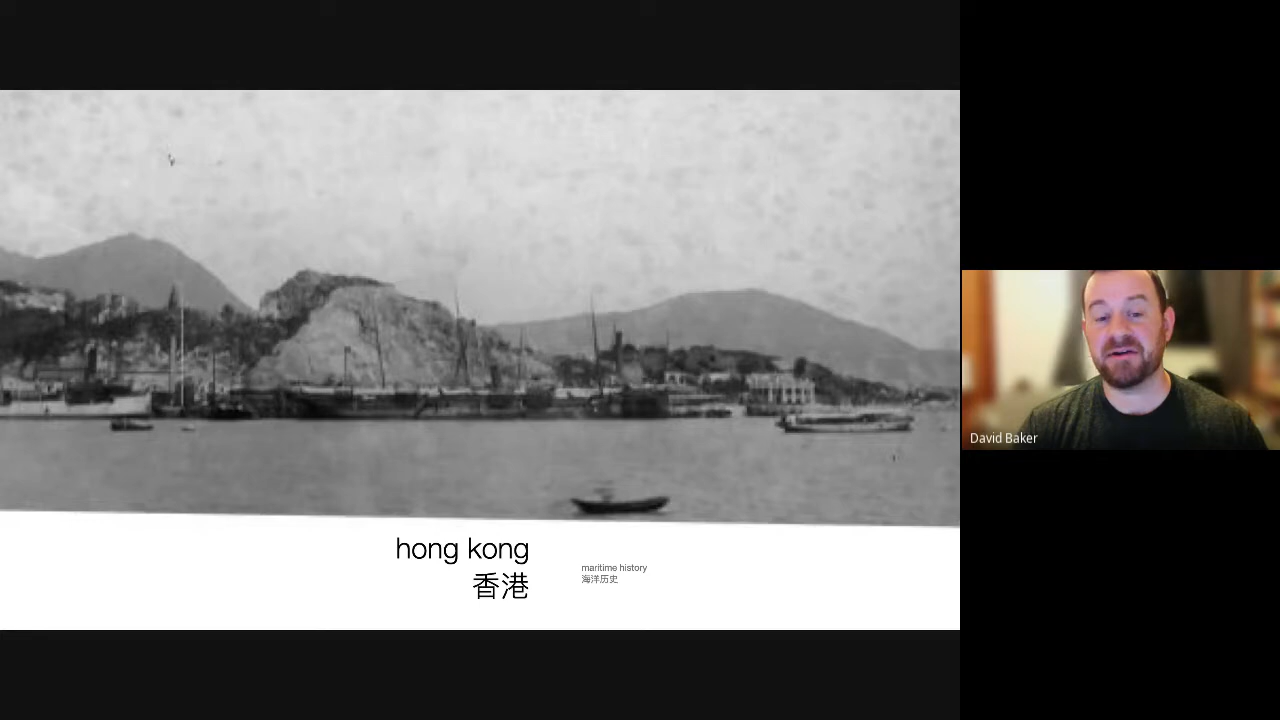 hong kong
香港
maritime history
海洋历史
David Baker